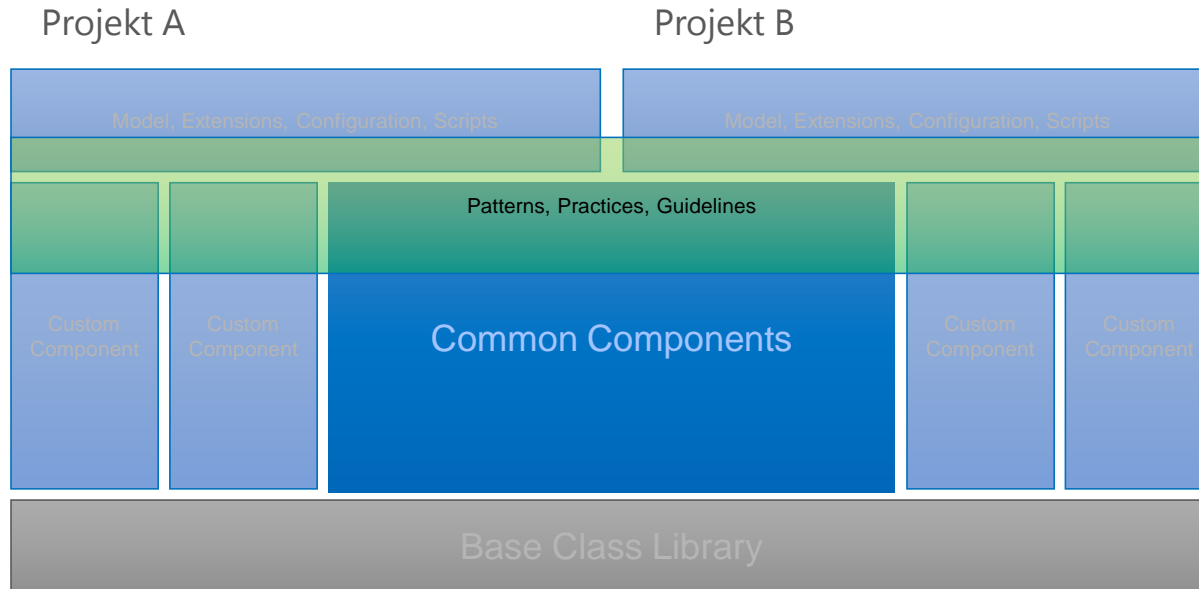 Projekt A
Projekt B
Model, Extensions, Configuration, Scripts
Model, Extensions, Configuration, Scripts
Patterns, Practices, Guidelines
Custom
Component
Custom
Component
Common Components
Custom
Component
Custom
Component
Base Class Library